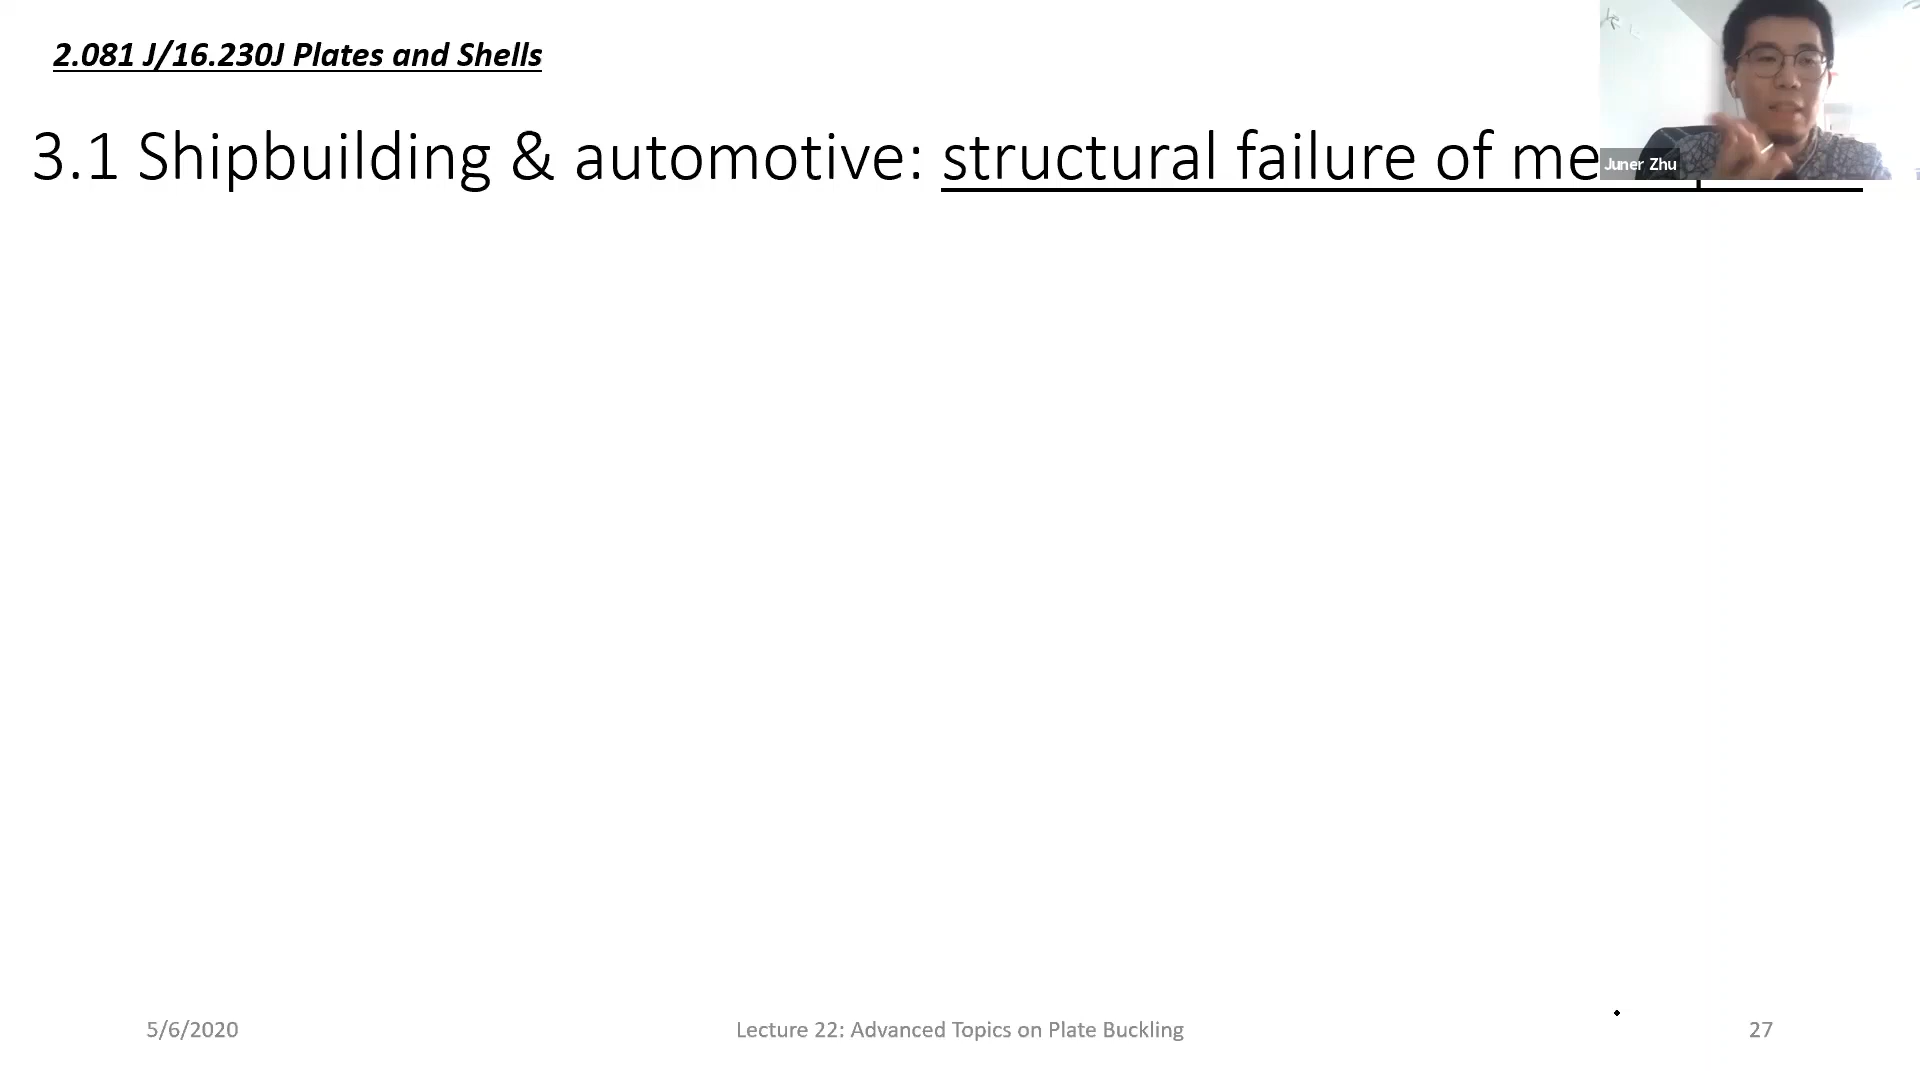 2.081 J/16.230J Plates and Shells
3.1 Shipbuilding & automotive: structural failure of
Juner Zhu
5/6/2020
Lecture 22: Advanced Topics on Plate Buckling
27